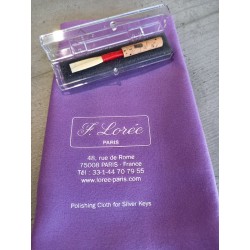 F. Lorée
PARIS
48, rue de Rome
75008 PARIS - France
Tél : 33-1-44 70 79 55
www.loree-paris.com
Polishing Cloth for Silver Keys